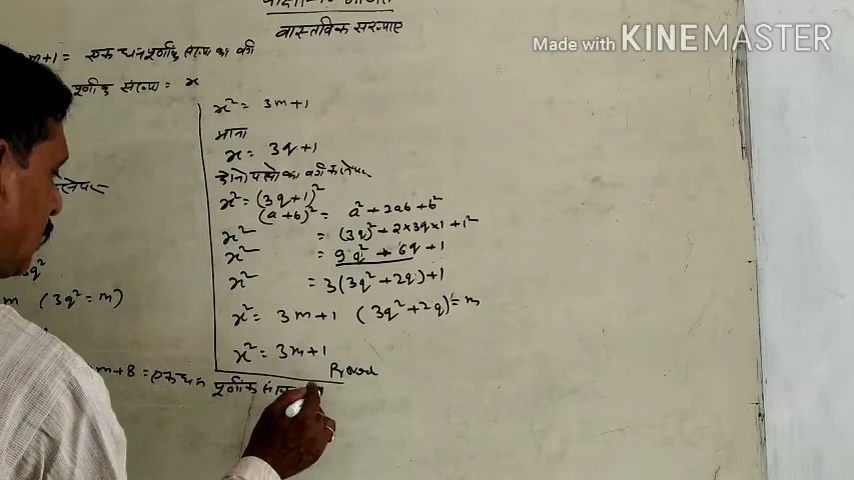 वास्तविक संख्याएं
Made with KINEMASTER
m+1 = एक धनपूर्णांक संख्या का वर्ग
पूर्णांक संख्या = x
x² = 3m+1
माना
x = 3q+1
दोनो पक्षो का वर्ग
x² = (3q+1)²
(a+b)² = a² + 2ab + b²
x² = (3q)² + 2×3q×1 + 1²
x² = 9q² + 6q + 1
x² = 3(3q² + 2q) + 1
m (3q² = m)
x² = 3m+1 (3q² + 2q) = m
x² = 3m+1
Proved
m+8 = एक धन पूर्णांक